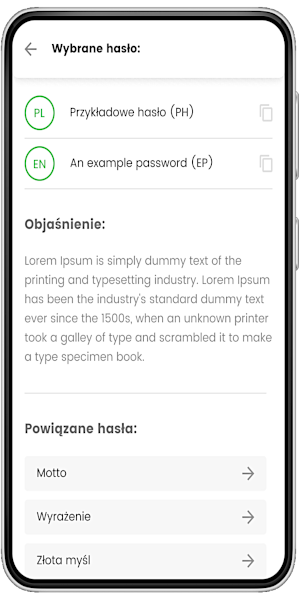 Wybrane hasło:
PL
Przykładowe hasło (PH)
EN
An example password (EP)
Objaśnienie:
Lorem Ipsum is simply dummy text of the
printing and typesetting industry. Lorem Ipsum
has been the industry's standard dummy text
ever since the 1500s, when an unknown printer
took a galley of type and scrambled it to make
a type specimen book.
Powiązane hasła:
Motto
Wyrażenie
Złota myśl